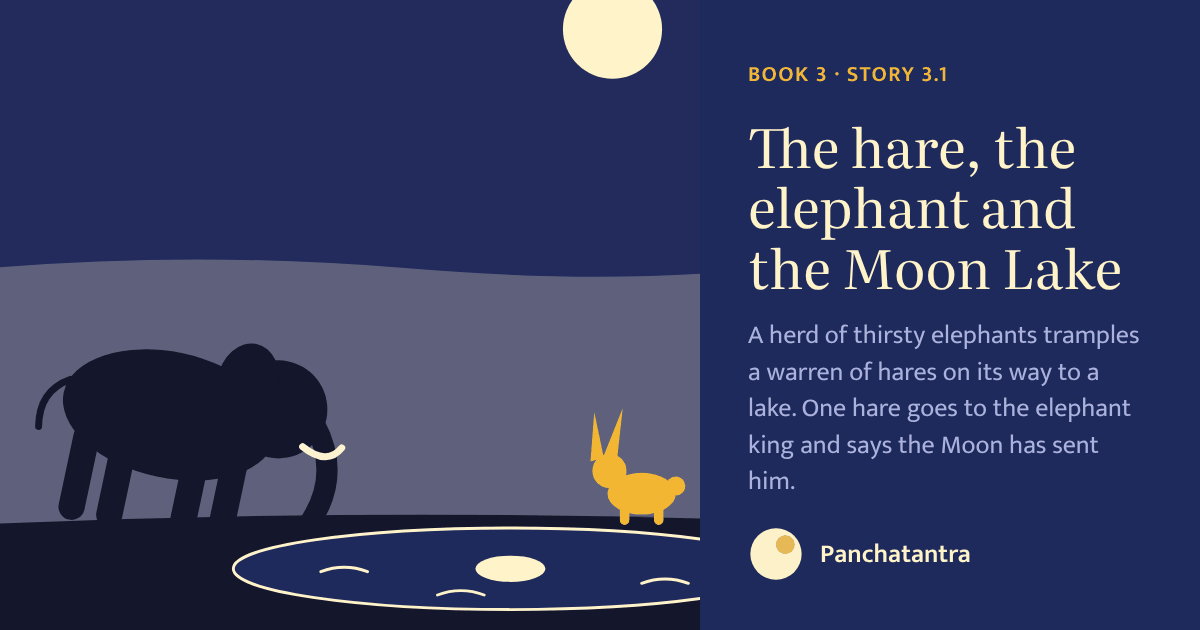 BOOK 3 · STORY 3.1
The hare, the
elephant and
the Moon Lake
A herd of thirsty elephants tramples
a warren of hares on its way to a
lake. One hare goes to the elephant
king and says the Moon has sent
him.
Panchatantra